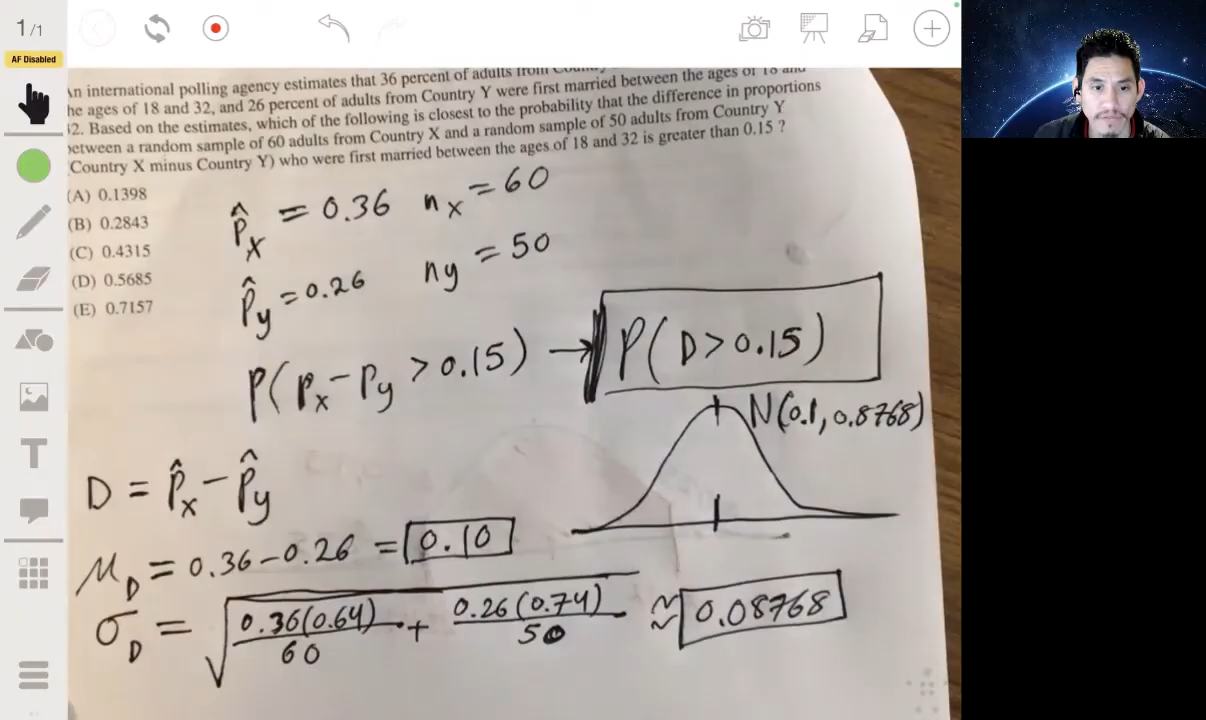 1/1
AF Disabled
An international polling agency estimates that 36 percent of adults from Country
he ages of 18 and 32, and 26 percent of adults from Country Y were first married between the ages of 18 and
32. Based on the estimates, which of the following is closest to the probability that the difference in proportions
between a random sample of 60 adults from Country X and a random sample of 50 adults from Country Y
(Country X minus Country Y) who were first married between the ages of 18 and 32 is greater than 0.15 ?
(A) 0.1398
(B) 0.2843
(C) 0.4315
(D) 0.5685
(E) 0.7157
p̂x = 0.36 nx = 60
p̂y = 0.26 ny = 50
P(px - py > 0.15) → P(D > 0.15)
N(0.1, 0.8768)
D = p̂x - p̂y
μD = 0.36 - 0.26 = 0.10
σD = √(0.36(0.64)/60 + 0.26(0.74)/50) ≈ 0.08768
T